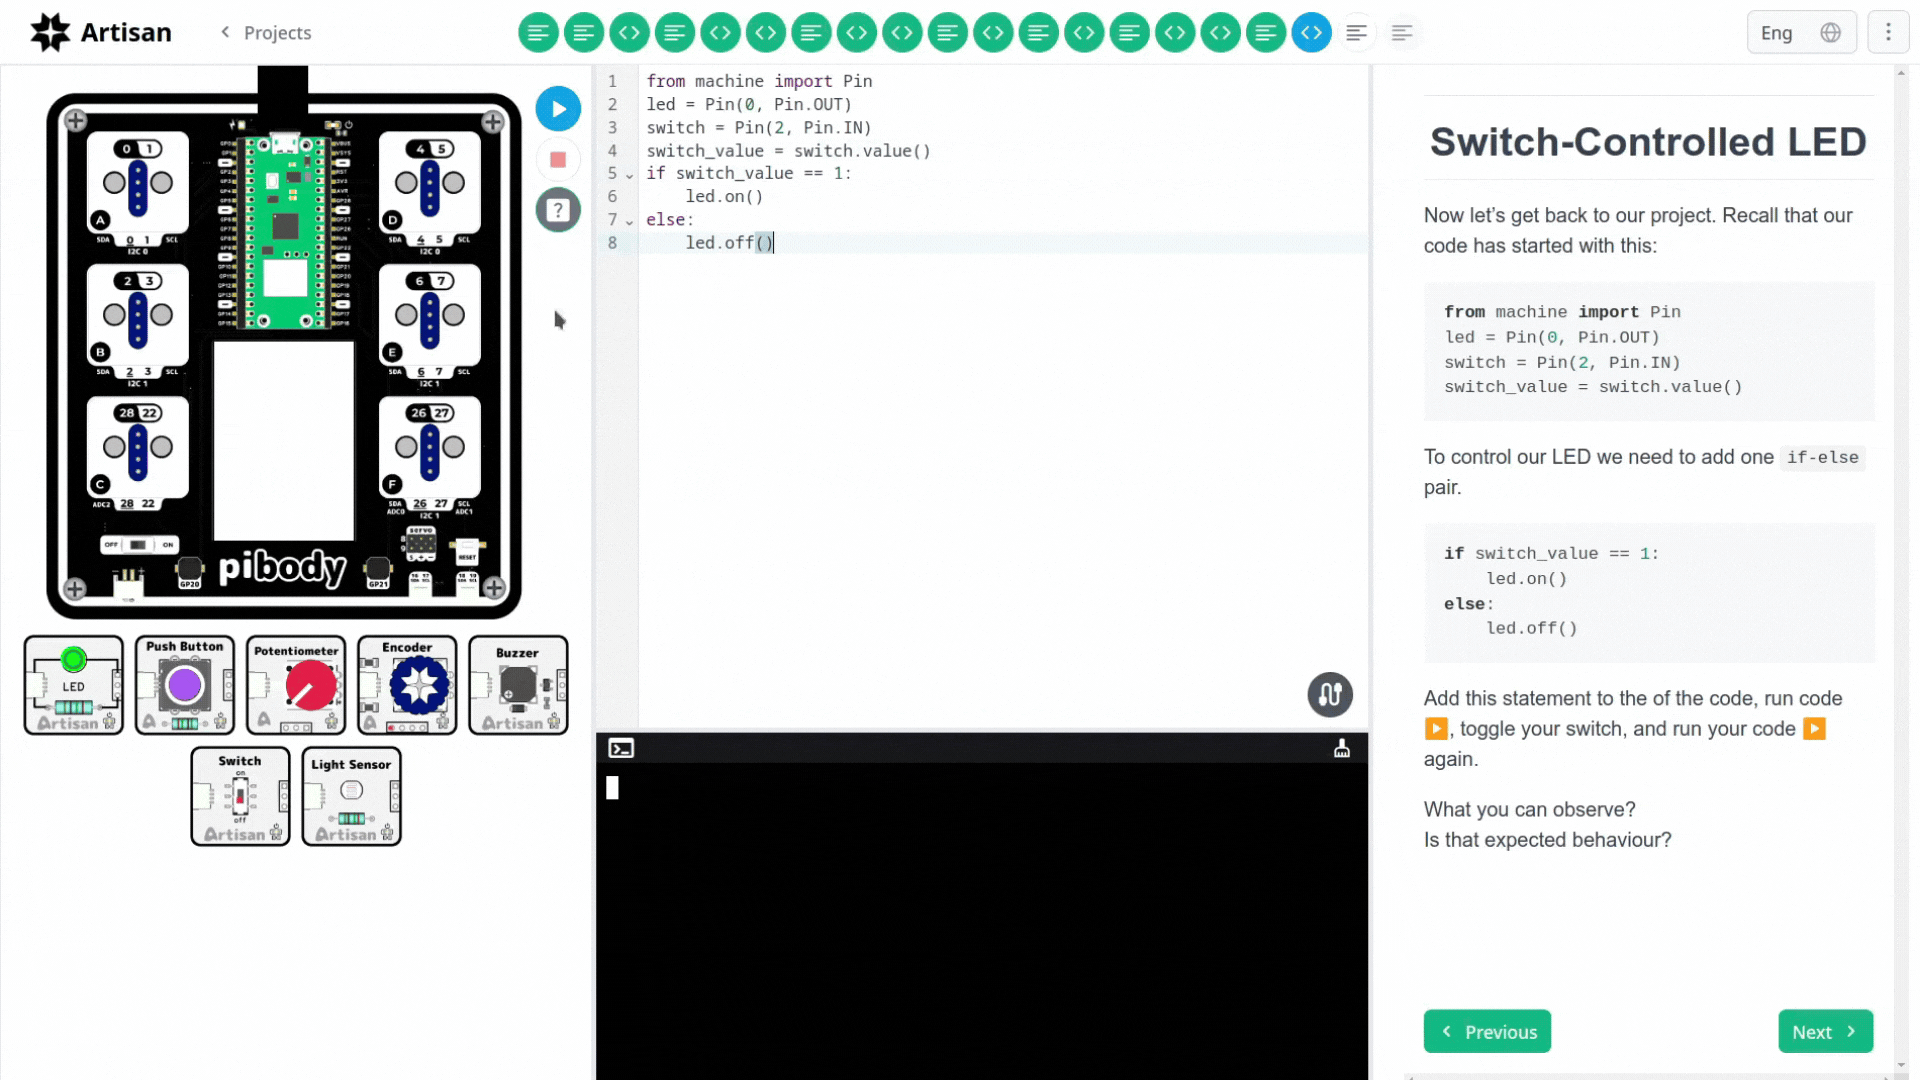 Artisan
Projects
Eng
0 1
A
SDA 0 1 SCL
I2C 0
4 5
D
SDA 4 5 SCL
I2C 0
2 3
B
SDA 2 3 SCL
I2C 1
6 7
E
SDA 6 7 SCL
I2C 1
28 22
C
ADC2 28 22
26 27
F
SDA 26 27 SCL
ADC0 I2C 1 ADC1
OFF ON
servo
RESET
GP20
pibody
GP21
LED
Artisan
Push Button
Potentiometer
Encoder
Artisan
Buzzer
Artisan
Switch
on
off
Artisan
Light Sensor
Artisan
?
1 from machine import Pin
2 led = Pin(0, Pin.OUT)
3 switch = Pin(2, Pin.IN)
4 switch_value = switch.value()
5 if switch_value == 1:
6 led.on()
7 else:
8 led.off()
Switch-Controlled LED
Now let’s get back to our project. Recall that our
code has started with this:
from machine import Pin
led = Pin(0, Pin.OUT)
switch = Pin(2, Pin.IN)
switch_value = switch.value()
To control our LED we need to add one if-else
pair.
if switch_value == 1:
led.on()
else:
led.off()
Add this statement to the of the code, run code
▶, toggle your switch, and run your code ▶
again.
What you can observe?
Is that expected behaviour?
Previous
Next